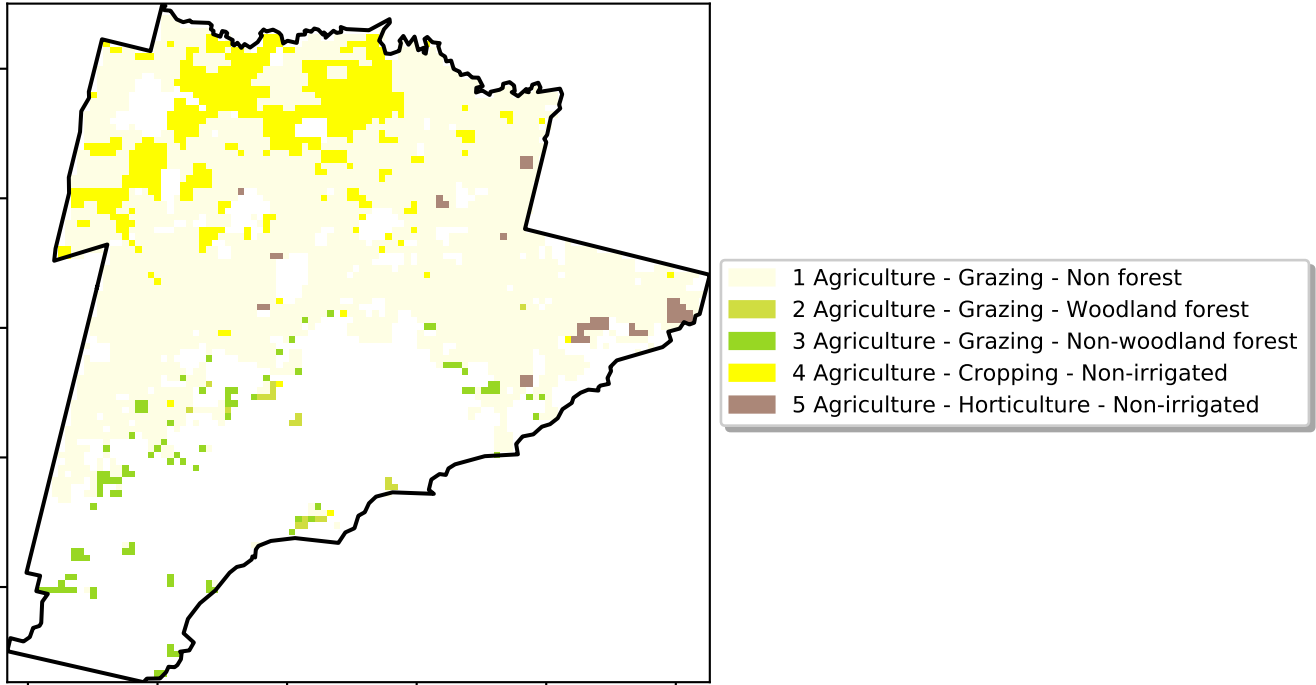 1 Agriculture - Grazing - Non forest
2 Agriculture - Grazing - Woodland forest
3 Agriculture - Grazing - Non-woodland forest
4 Agriculture - Cropping - Non-irrigated
5 Agriculture - Horticulture - Non-irrigated